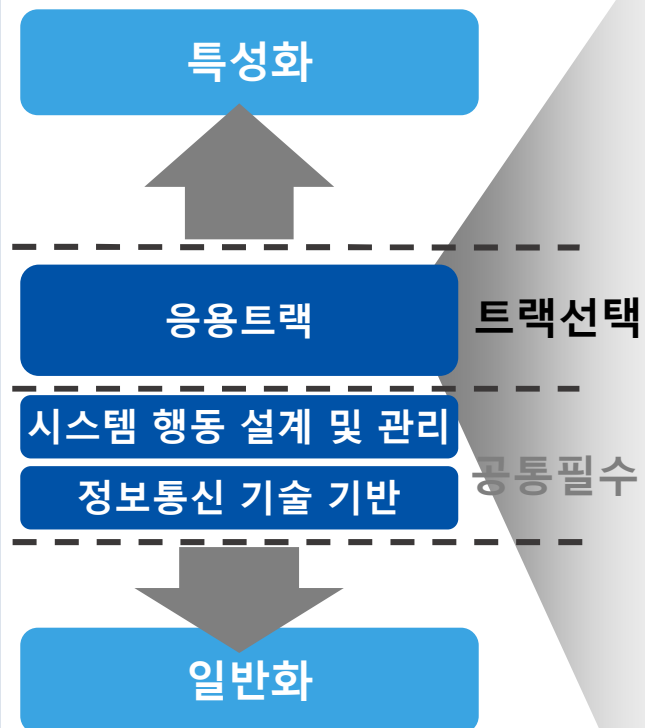 특성화
응용트랙
트랙선택
시스템 행동 설계 및 관리
정보통신 기술 기반
공통필수
일반화